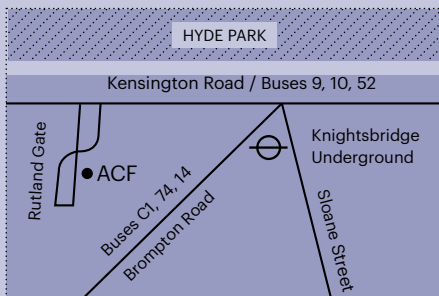 HYDE PARK
Kensington Road / Buses 9, 10, 52
Rutland Gate
ACF
Buses C1, 74, 14
Brompton Road
Knightsbridge
Underground
Sloane Street